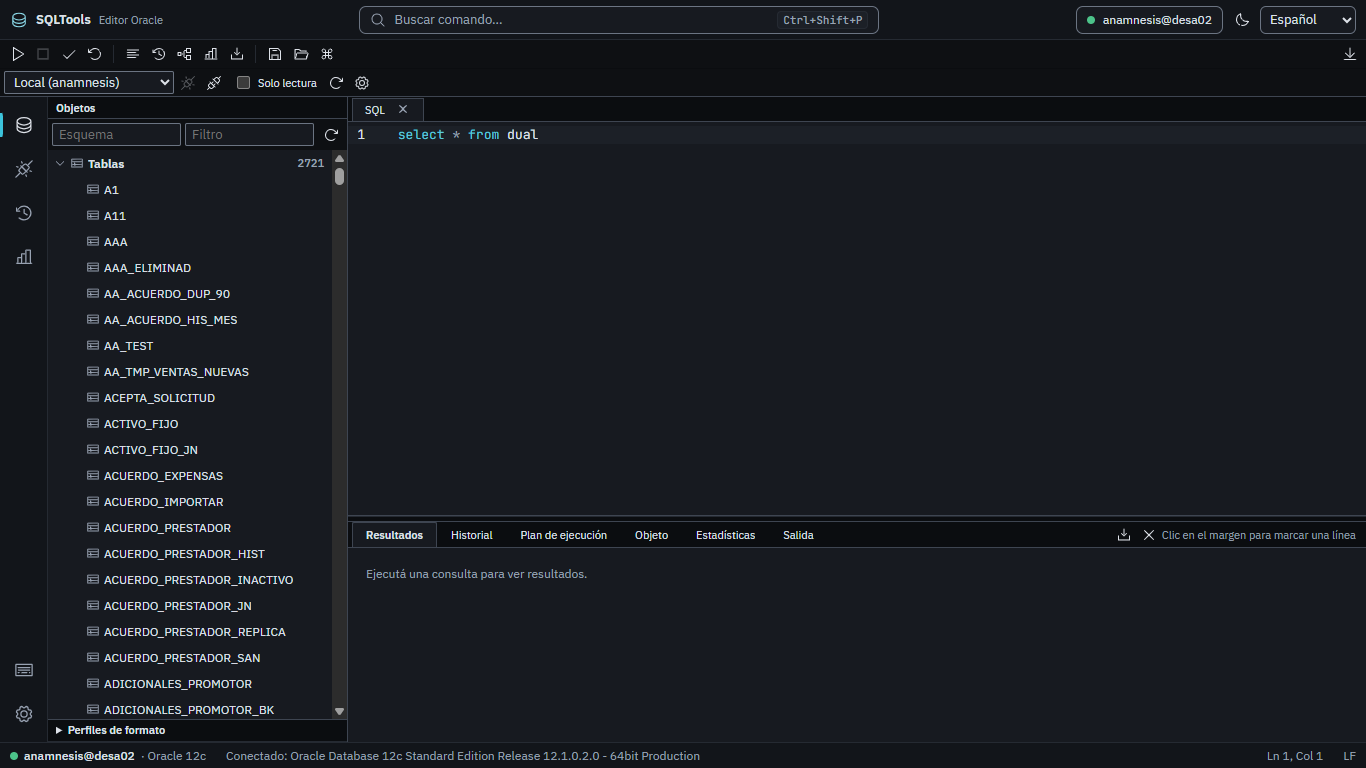 SQLTools Editor Oracle
Buscar comando... Ctrl+Shift+P
anamnesis@desa02
Español
Local (anamnesis)
Solo lectura
Objetos
Esquema Filtro
Tablas 2721
A1
A11
AAA
AAA_ELIMINAD
AA_ACUERDO_DUP_90
AA_ACUERDO_HIS_MES
AA_TEST
AA_TMP_VENTAS_NUEVAS
ACEPTA_SOLICITUD
ACTIVO_FIJO
ACTIVO_FIJO_JN
ACUERDO_EXPENSAS
ACUERDO_IMPORTAR
ACUERDO_PRESTADOR
ACUERDO_PRESTADOR_HIST
ACUERDO_PRESTADOR_INACTIVO
ACUERDO_PRESTADOR_JN
ACUERDO_PRESTADOR_REPLICA
ACUERDO_PRESTADOR_SAN
ADICIONALES_PROMOTOR
ADICIONALES_PROMOTOR_BK
Perfiles de formato
SQL
1 select * from dual
Resultados Historial Plan de ejecución Objeto Estadísticas Salida
Clic en el margen para marcar una línea
Ejecutá una consulta para ver resultados.
anamnesis@desa02 · Oracle 12c Conectado: Oracle Database 12c Standard Edition Release 12.1.0.2.0 - 64bit Production
Ln 1, Col 1 LF